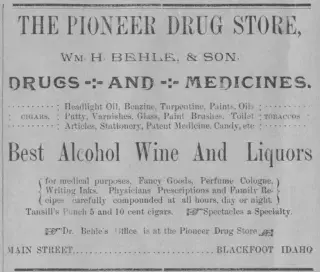 THE PIONEER DRUG STORE,
WM. H. BEHLE, & SON.
DRUGS -:- AND -:- MEDICINES.
Headlight Oil, Benzine, Turpentine, Paints, Oils
CIGARS. Putty, Varnishes, Glass, Paint Brushes. Toilet TOBACCOS
Articles, Stationery, Patent Medicine, Candy, etc
Best Alcohol Wine And Liquors
for medical purposes, Fancy Goods, Perfume Cologne,
Writing Inks. Physicians Prescriptions and Family Re-
cipes carefully compounded at all hours, day or night.
Tansill's Punch 5 and 10 cent cigars. Spectacles a Specialty.
Dr. Behle's Office is at the Pioneer Drug Store
MAIN STREET BLACKFOOT IDAHO